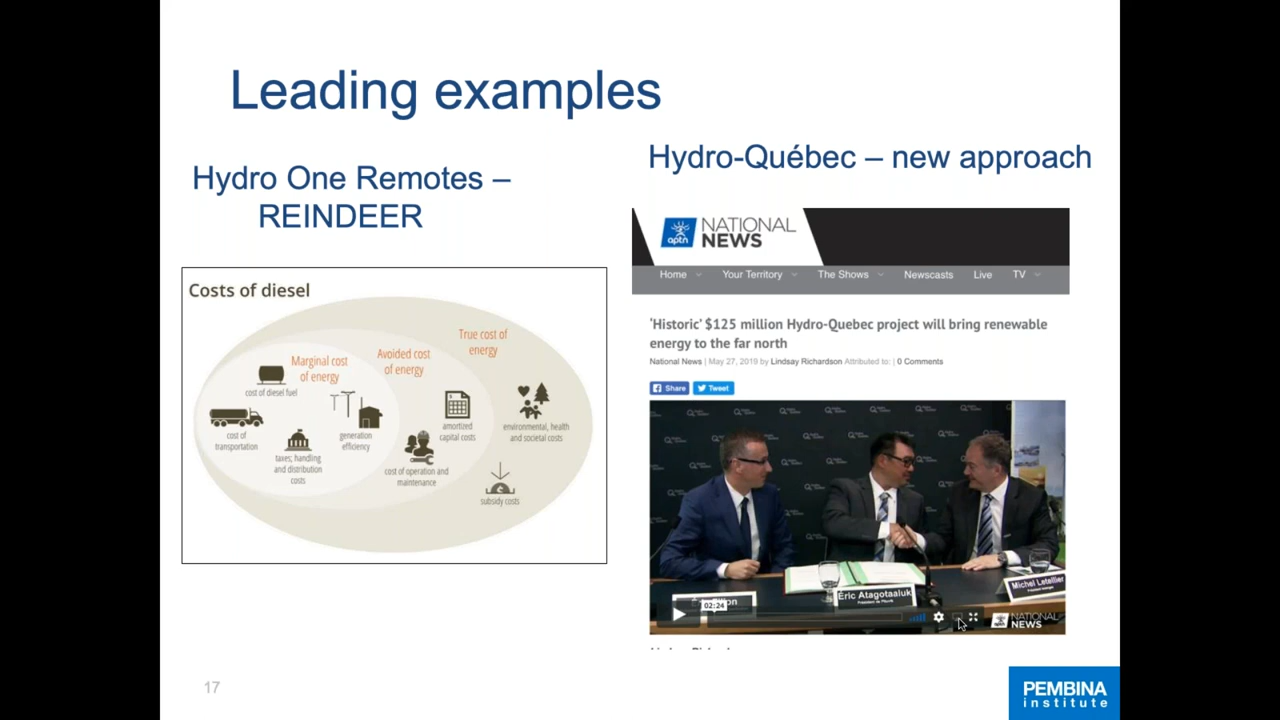 Leading examples
Hydro One Remotes –
REINDEER
Costs of diesel
True cost of
energy
Avoided cost
of energy
Marginal cost
of energy
cost of diesel fuel
cost of
transportation
taxes; handling
and distribution
costs
generation
efficiency
amortized
capital costs
cost of operation and
maintenance
environmental, health
and societal costs
subsidy costs
Hydro-Québec – new approach
aptn
NATIONAL
NEWS
Home
Your Territory
The Shows
Newscasts
Live
TV
‘Historic’ $125 million Hydro-Quebec project will bring renewable
energy to the far north
National News | May 27, 2019 by Lindsay Richardson Attributed to: | 0 Comments
Share
Tweet
Éric Atagotaaluk
Michel Letellier
02:24
aptn
NATIONAL
NEWS
17
PEMBINA
institute